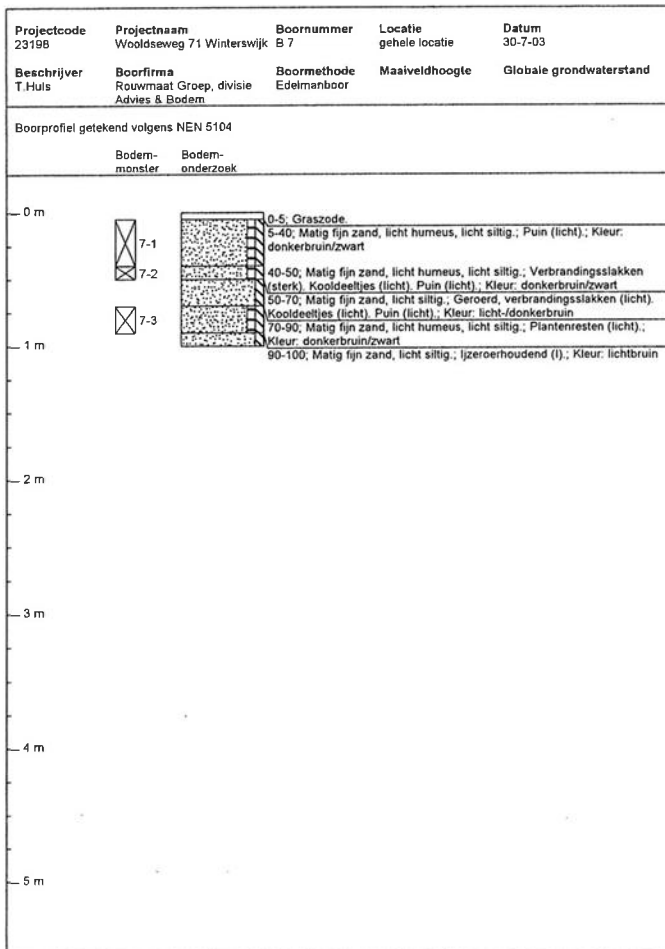 Projectcode Projectnaam Boornummer Locatie Datum
23198 Wooldseweg 71 Winterswijk B 7 gehele locatie 30-7-03
Beschrijver Boorfirma Boormethode Maaiveldhoogte Globale grondwaterstand
T.Huls Rouwmaat Groep, divisie Edelmanboor
Advies & Bodem
Boorprofiel getekend volgens NEN 5104
Bodem- Bodem-
monster onderzoek
0 m
0-5; Graszode.
5-40; Matig fijn zand, licht humeus, licht siltig.; Puin (licht).; Kleur:
7-1
donkerbruin/zwart
7-2
40-50; Matig fijn zand, licht humeus, licht siltig.; Verbrandingsslakken
(sterk). Kooldeeltjes (licht). Puin (licht).; Kleur: donkerbruin/zwart
50-70; Matig fijn zand, licht siltig.; Geroerd, verbrandingsslakken (licht).
Kooldeeltjes (licht). Puin (licht).; Kleur: licht-/donkerbruin
7-3
70-90; Matig fijn zand, licht humeus, licht siltig.; Plantenresten (licht).;
Kleur: donkerbruin/zwart
1 m
90-100; Matig fijn zand, licht siltig.; Ijzeroerhoudend (l).; Kleur: lichtbruin
2 m
3 m
4 m
5 m